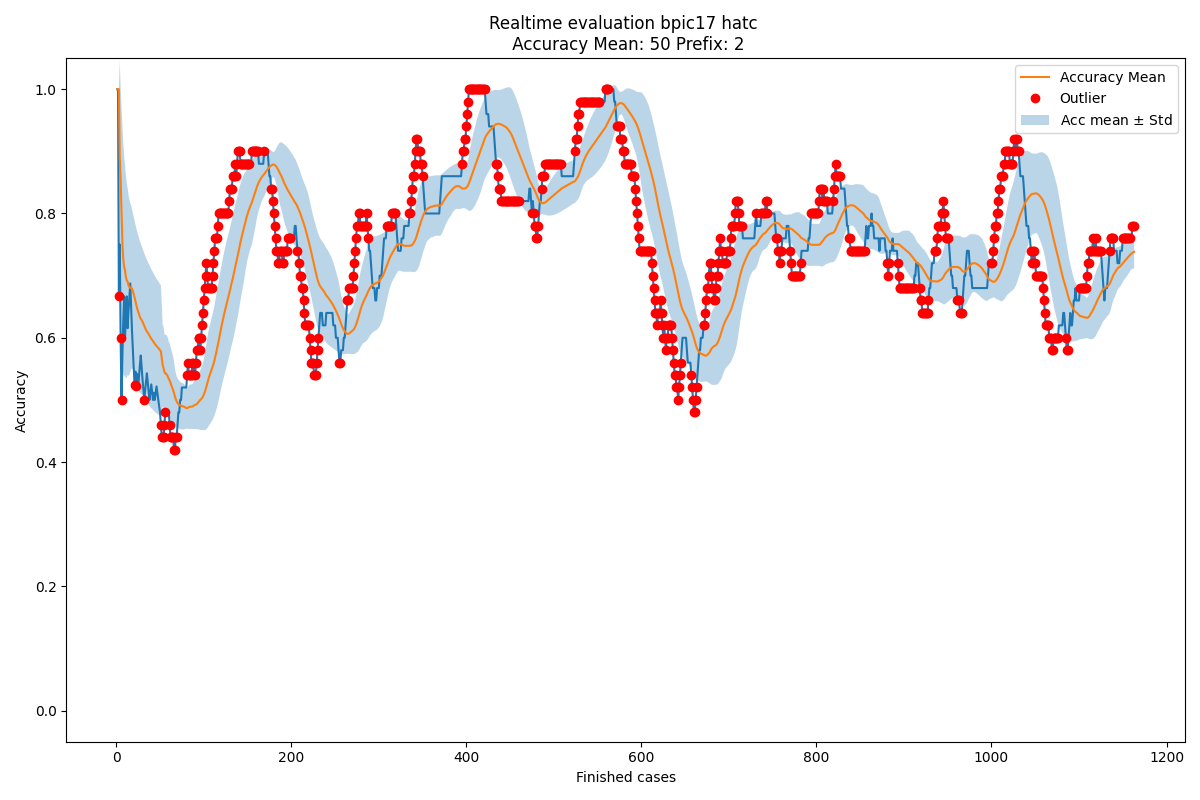 Realtime evaluation bpic17 hatc
Accuracy Mean: 50 Prefix: 2
Accuracy Mean
Outlier
Acc mean ± Std
1.0
0.8
0.6
0.4
0.2
0.0
Accuracy
0 200 400 600 800 1000 1200
Finished cases